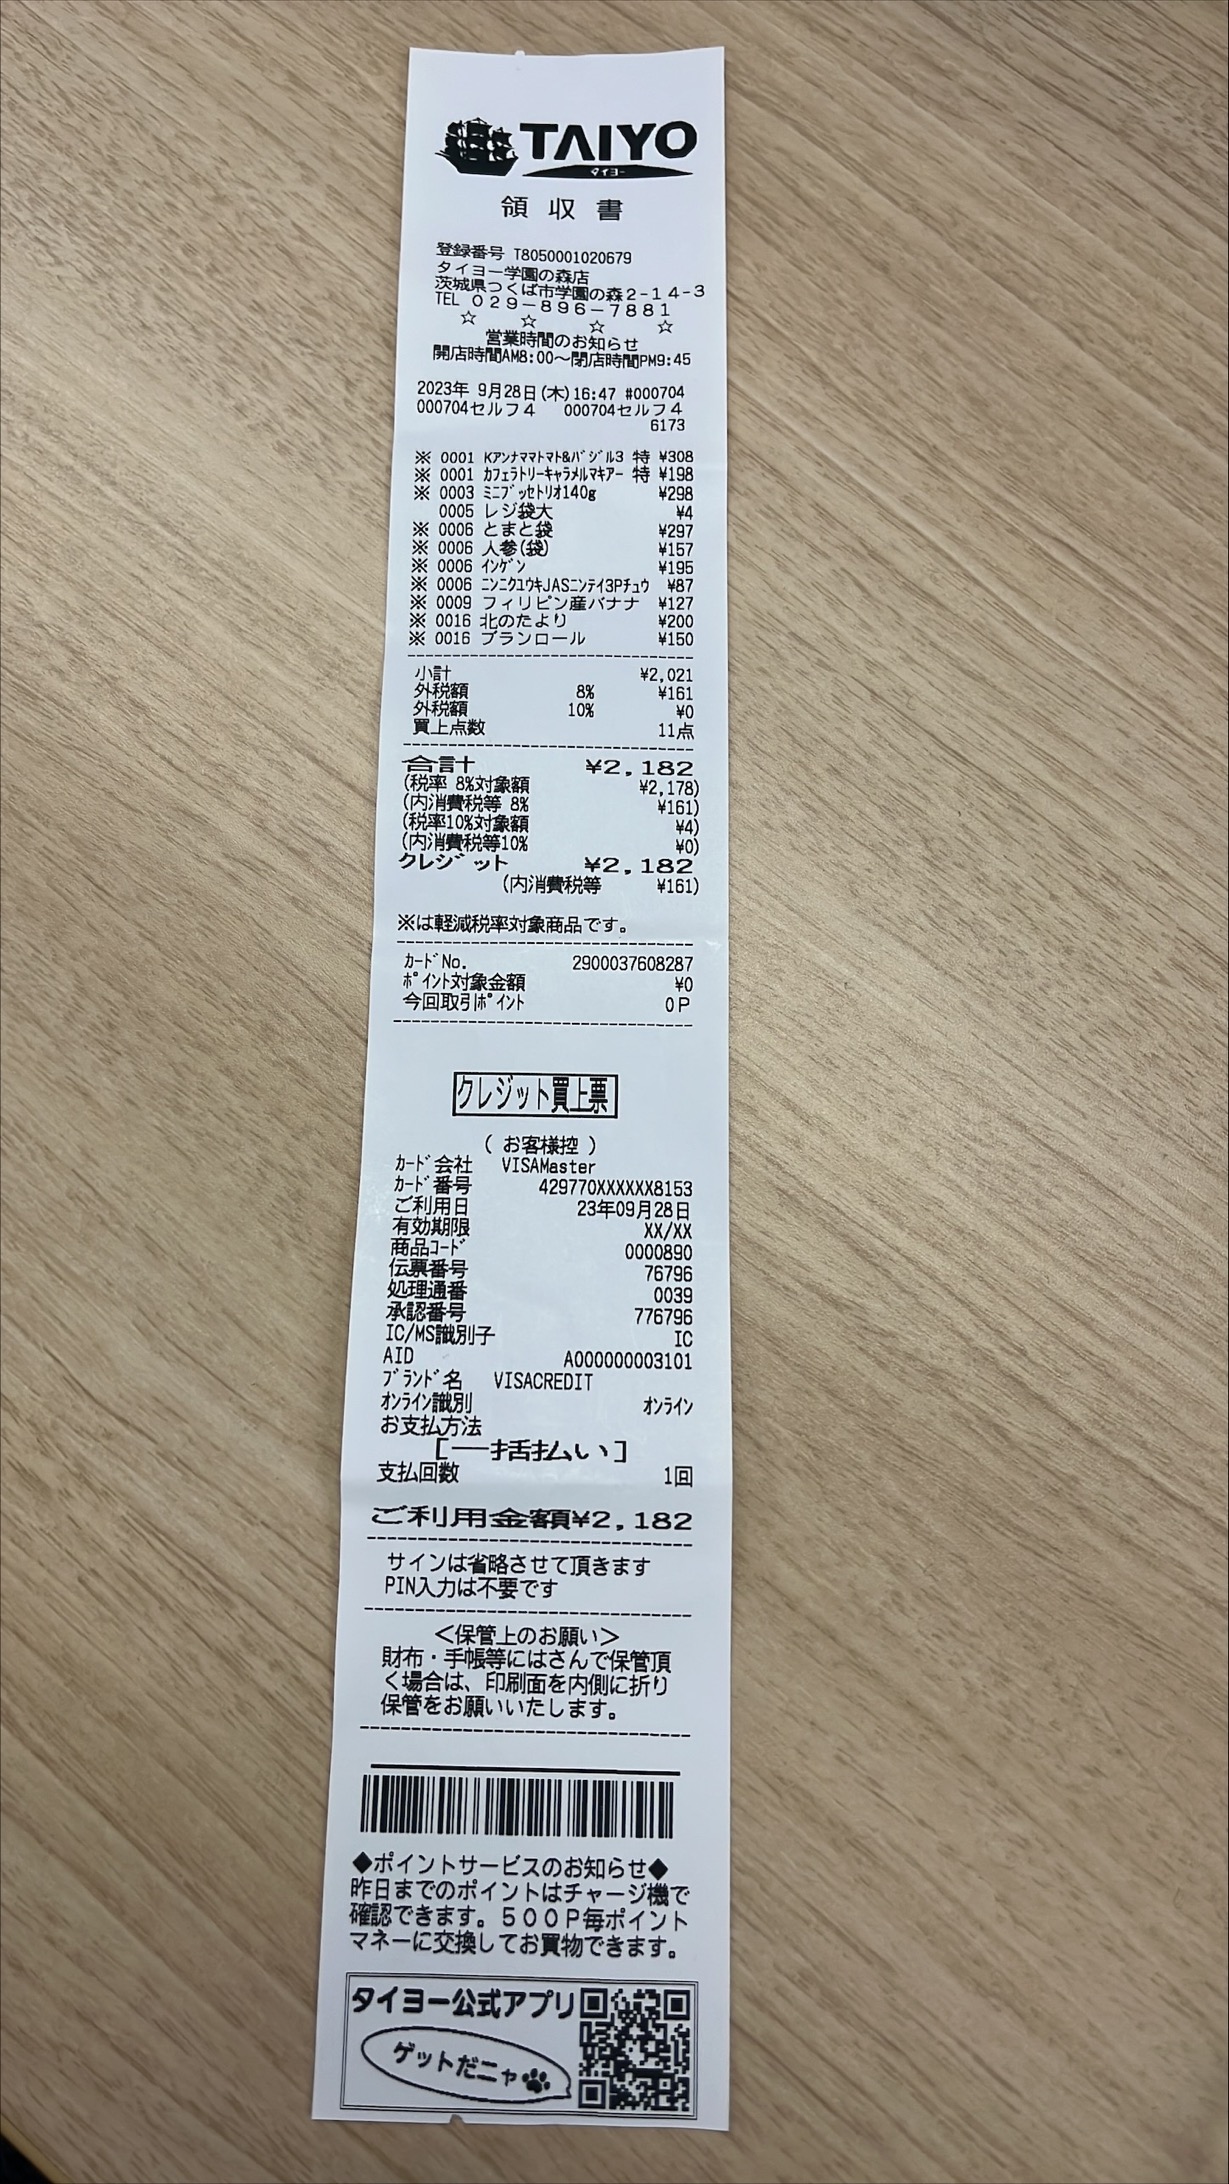 TAIYO
タイヨー
領収書
登録番号 T8050001020679
タイヨー学園の森店
茨城県つくば市学園の森2-14-3
TEL 029-896-7881
☆ ☆ ☆ ☆
営業時間のお知らせ
開店時間AM8:00～閉店時間PM9:45
2023年 9月28日(木)16:47 #000704
000704セルフ4 000704セルフ4
6173
※ 0001 Kアンナママトマト&バジル3 特 ¥308
※ 0001 カフェラトリーキャラメルマキアー 特 ¥198
※ 0003 ミニブッセトリオ140g ¥298
0005 レジ袋大 ¥4
※ 0006 とまと袋 ¥297
※ 0006 人参(袋) ¥157
※ 0006 インゲン ¥195
※ 0006 ニンニクユウキJASニンテイ3Pチュウ ¥87
※ 0009 フィリピン産バナナ ¥127
※ 0016 北のたより ¥200
※ 0016 ブランロール ¥150
小計 ¥2,021
外税額 8% ¥161
外税額 10% ¥0
買上点数 11点
合計 ¥2,182
(税率 8%対象額 ¥2,178)
(内消費税等 8% ¥161)
(税率10%対象額 ¥4)
(内消費税等10% ¥0)
クレジット ¥2,182
(内消費税等 ¥161)
※は軽減税率対象商品です。
カードNo. 2900037608287
ポイント対象金額 ¥0
今回取引ポイント 0P
クレジット買上票
( お客様控 )
カード会社 VISAMaster
カード番号 429770XXXXXX8153
ご利用日 23年09月28日
有効期限 XX/XX
商品コード 0000890
伝票番号 76796
処理通番 0039
承認番号 776796
IC/MS識別子 IC
AID A000000003101
ブランド名 VISACREDIT
オンライン識別 オンライン
お支払方法
[一括払い]
支払回数 1回
ご利用金額¥2,182
サインは省略させて頂きます
PIN入力は不要です
＜保管上のお願い＞
財布・手帳等にはさんで保管頂
く場合は、印刷面を内側に折り
保管をお願いいたします。
◆ポイントサービスのお知らせ◆
昨日までのポイントはチャージ機で
確認できます。500P毎ポイント
マネーに交換してお買物できます。
タイヨー公式アプリ
ゲットだニャ